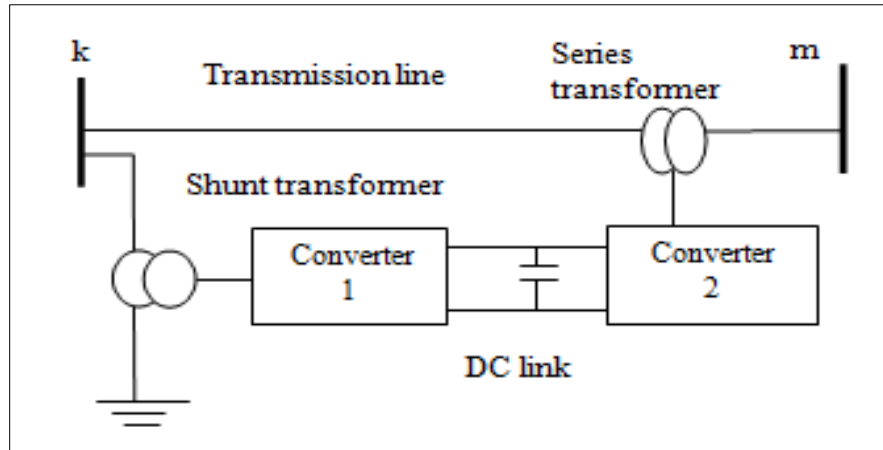 k
Transmission line
Series
transformer
m
Shunt transformer
Converter
1
Converter
2
DC link